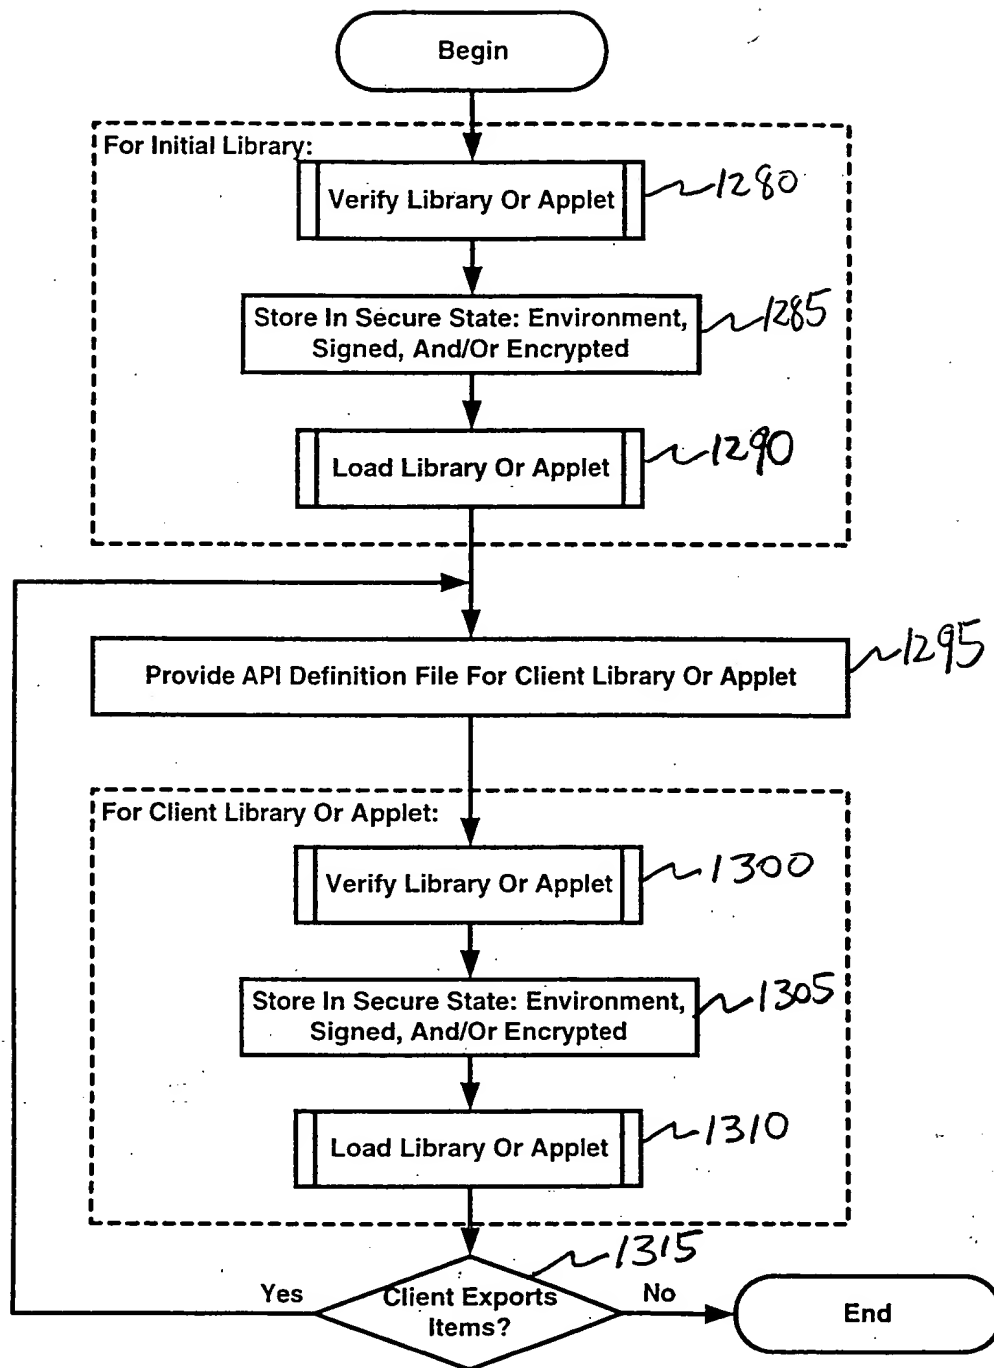 Begin
For Initial Library:
Verify Library Or Applet
1280
Store In Secure State: Environment,
Signed, And/Or Encrypted
1285
Load Library Or Applet
1290
Provide API Definition File For Client Library Or Applet
1295
For Client Library Or Applet:
Verify Library Or Applet
1300
Store In Secure State: Environment,
Signed, And/Or Encrypted
1305
Load Library Or Applet
1310
1315
Yes
Client Exports
Items?
No
End